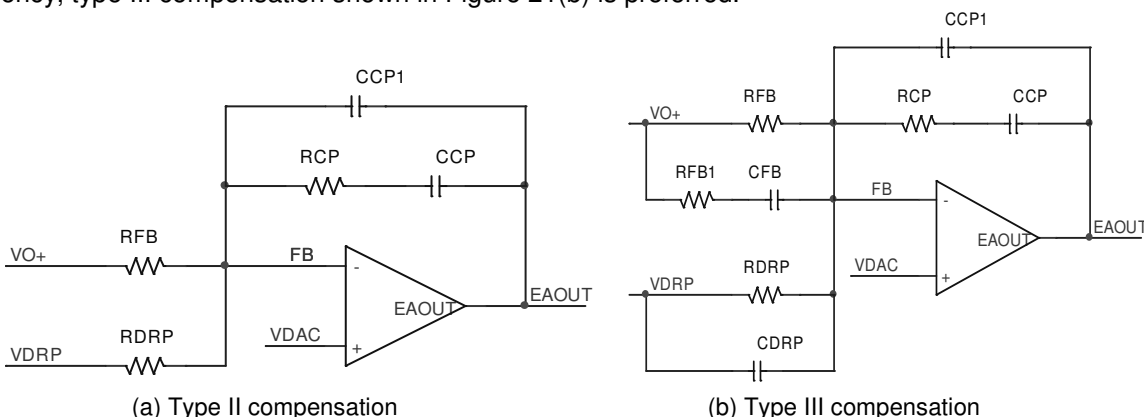 ency, type III compensation shown in Figure 21(b) is preferred.
CCP1
RCP
CCP
VO+
RFB
FB
-
EAOUT
EAOUT
VDAC
+
VDRP
RDRP
(a) Type II compensation
CCP1
VO+
RFB
RCP
CCP
RFB1
CFB
FB
-
EAOUT
EAOUT
VDAC
+
VDRP
RDRP
CDRP
(b) Type III compensation